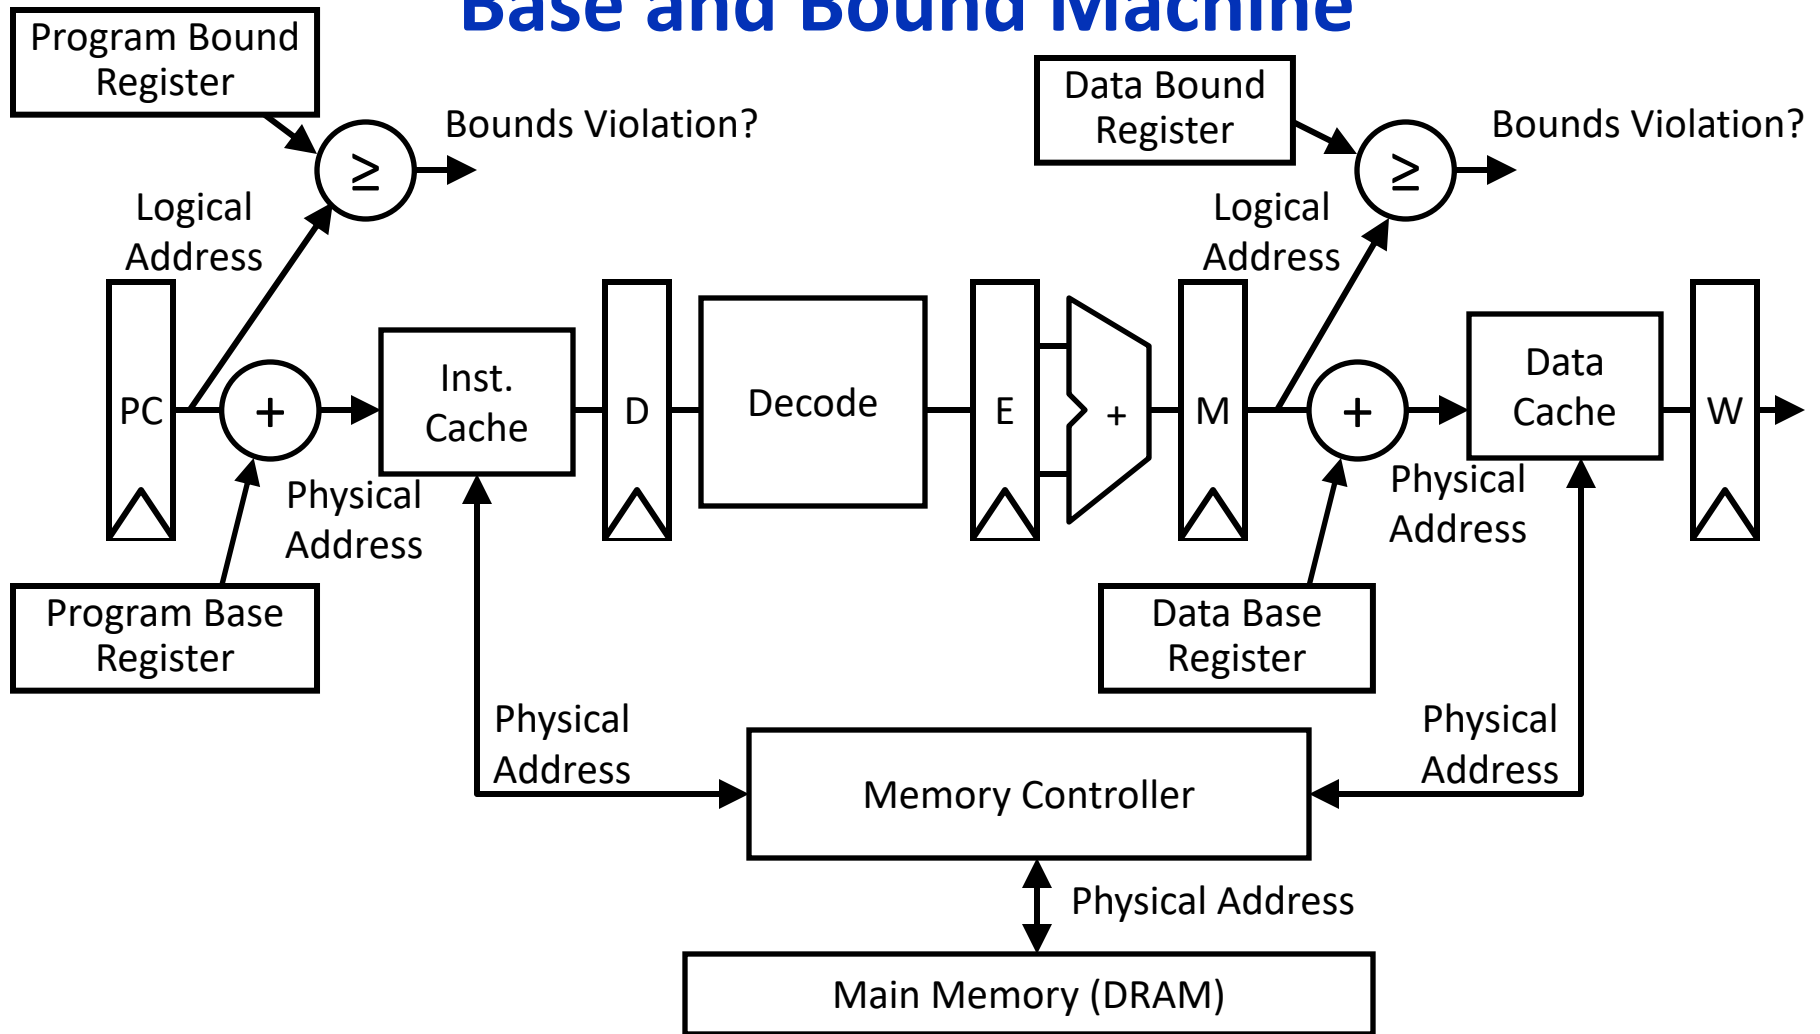 Base and Bound Machine
Program Bound
Register
Bounds Violation?
≥
Logical
Address
Data Bound
Register
Bounds Violation?
≥
Logical
Address
PC
+
Inst.
Cache
D
Decode
E
+
M
+
Data
Cache
W
Physical
Address
Physical
Address
Program Base
Register
Data Base
Register
Physical
Address
Memory Controller
Physical
Address
Physical Address
Main Memory (DRAM)